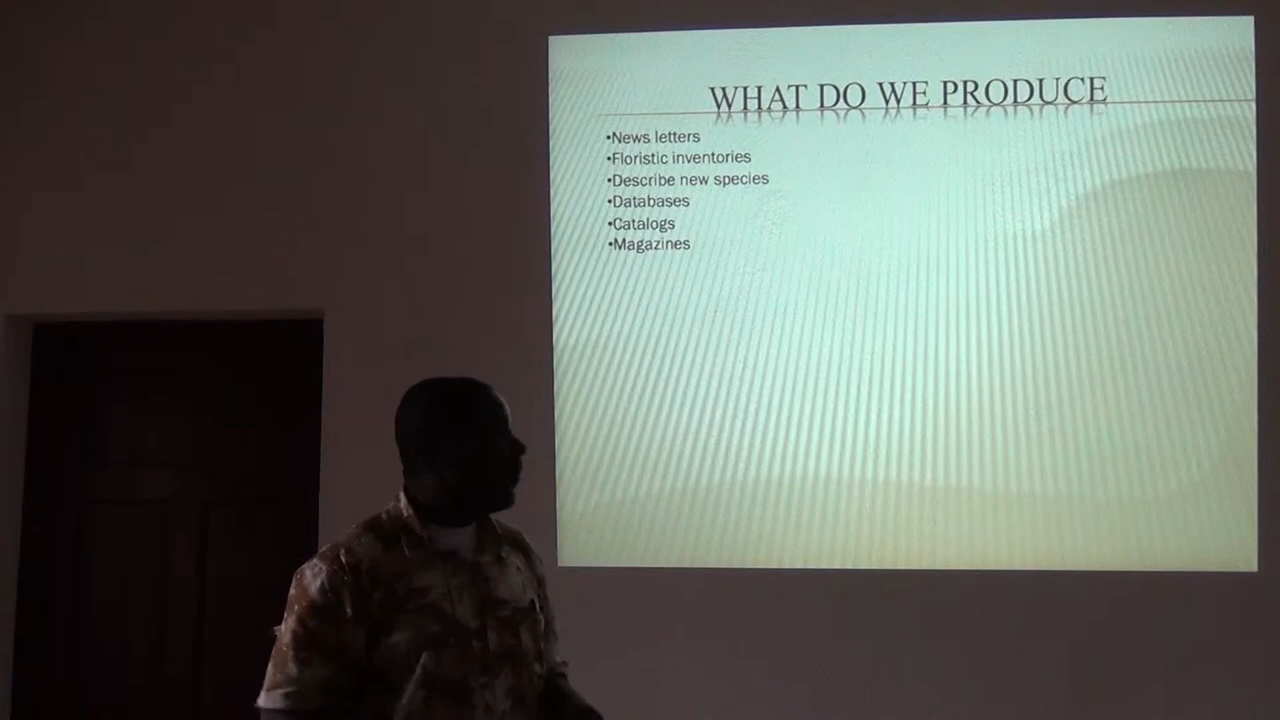 WHAT DO WE PRODUCE
•News letters
•Floristic inventories
•Describe new species
•Databases
•Catalogs
•Magazines